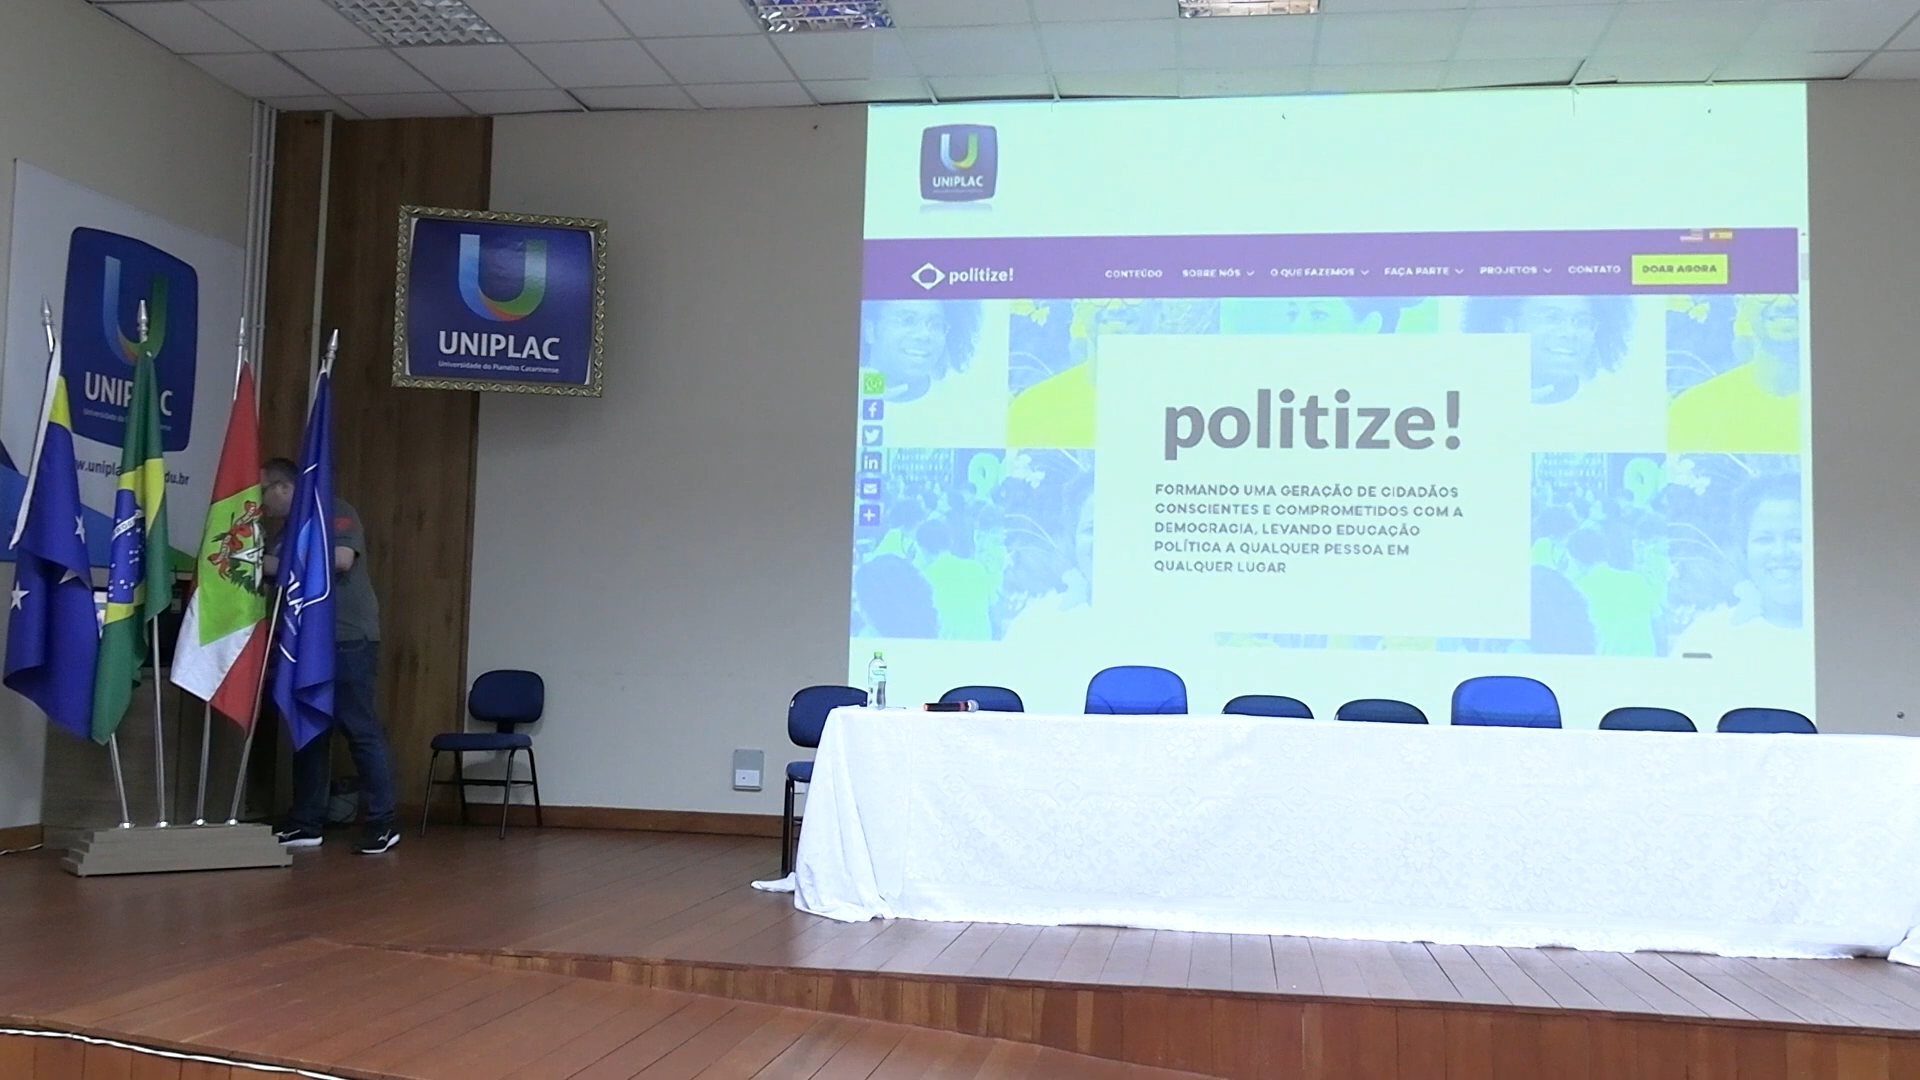 UNIPLAC
UNIPLAC
Universidade do Planalto Catarinense
UNIPLAC
politize!
CONTEÚDO SOBRE NÓS O QUE FAZEMOS FAÇA PARTE PROJETOS CONTATO DOAR AGORA
politize!
FORMANDO UMA GERAÇÃO DE CIDADÃOS
CONSCIENTES E COMPROMETIDOS COM A
DEMOCRACIA, LEVANDO EDUCAÇÃO
POLÍTICA A QUALQUER PESSOA EM
QUALQUER LUGAR